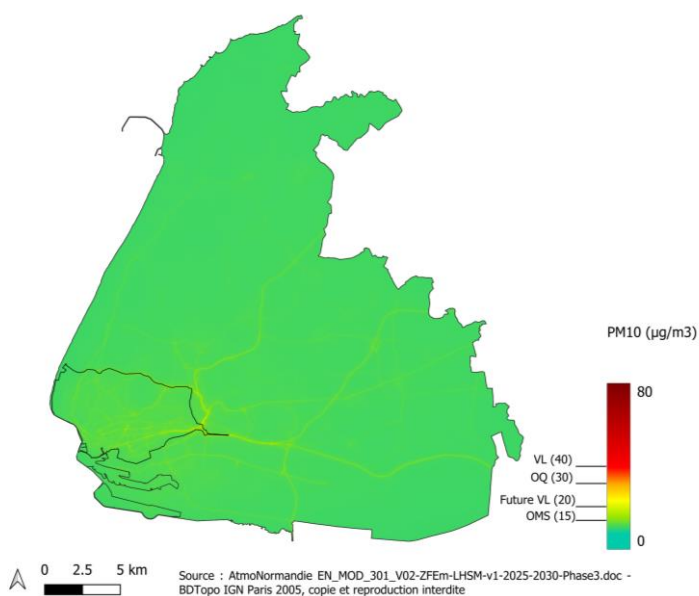 PM10 (µg/m3)
80
VL (40)
OQ (30)
Future VL (20)
OMS (15)
0
0 2.5 5 km
Source : AtmoNormandie EN_MOD_301_V02-ZFEm-LHSM-v1-2025-2030-Phase3.doc -
BDTopo IGN Paris 2005, copie et reproduction interdite